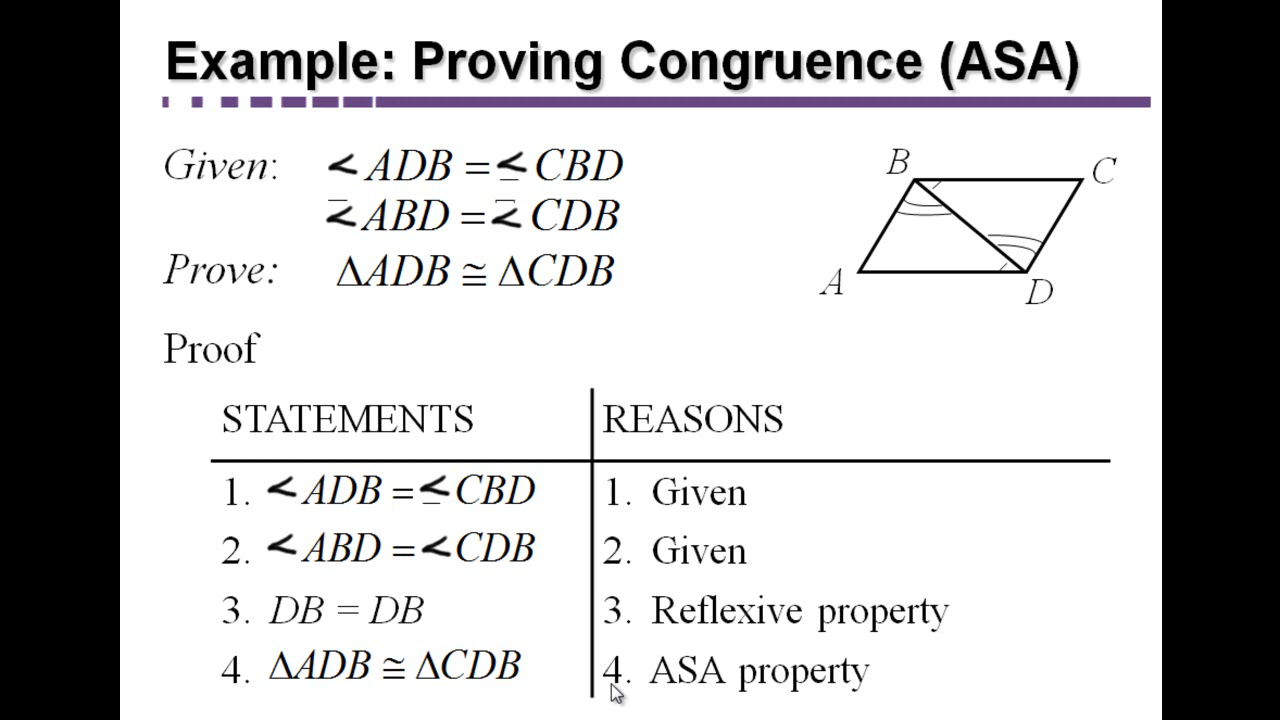 Example: Proving Congruence (ASA)
Given: ∢ADB = ∢CBD
∢ABD = ∢CDB
Prove: ΔADB ≅ ΔCDB
B
C
A
D
Proof
STATEMENTS REASONS
1. ∢ADB = ∢CBD 1. Given
2. ∢ABD = ∢CDB 2. Given
3. DB = DB 3. Reflexive property
4. ΔADB ≅ ΔCDB 4. ASA property